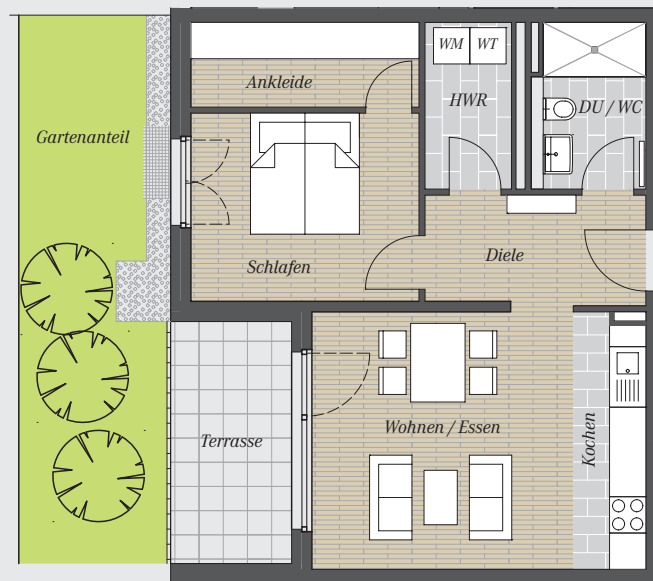 WM
WT
Ankleide
HWR
DU / WC
Gartenanteil
Schlafen
Diele
Wohnen / Essen
Terrasse
Kochen